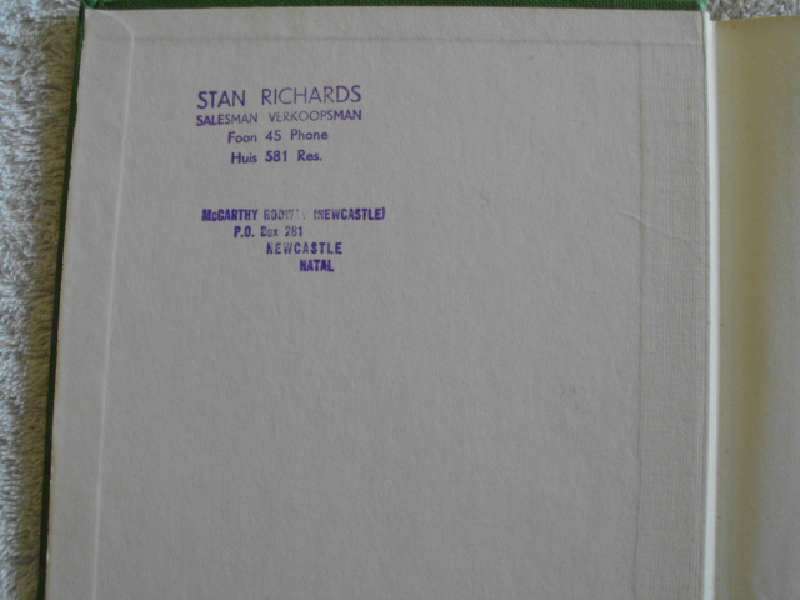 STAN RICHARDS
SALESMAN VERKOOPSMAN
Foon 45 Phone
Huis 581 Res.
McCARTHY (NEWCASTLE)
P.O. Box 281
NEWCASTLE
NATAL